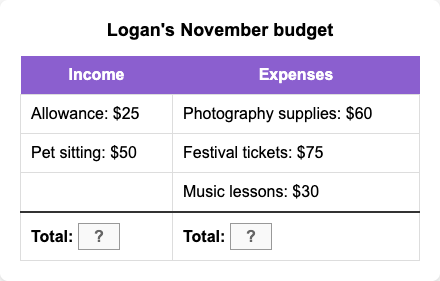 Logan's November budget
Income Expenses
Allowance: $25 Photography supplies: $60
Pet sitting: $50 Festival tickets: $75
Music lessons: $30
Total: ? Total: ?